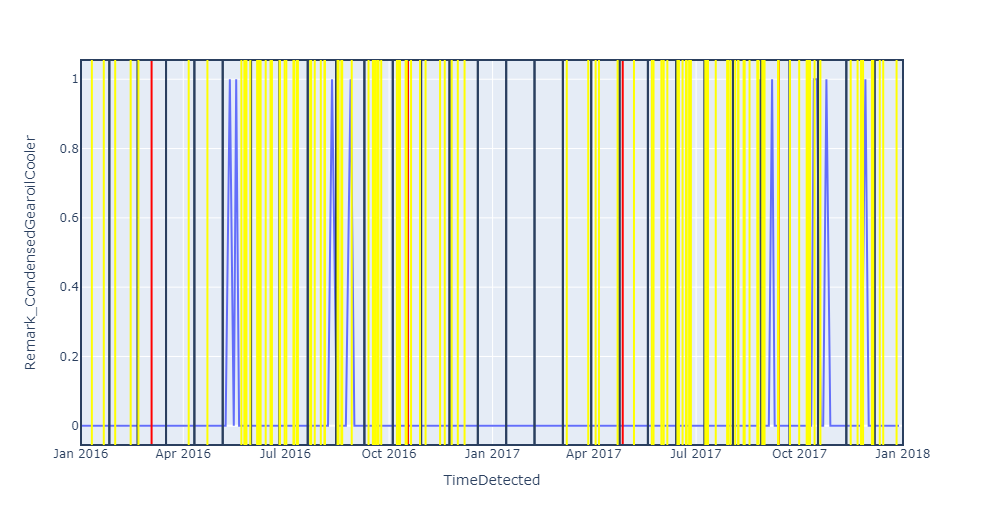 Remark_CondensedGearoilCooler
1
0.8
0.6
0.4
0.2
0
Jan 2016 Apr 2016 Jul 2016 Oct 2016 Jan 2017 Apr 2017 Jul 2017 Oct 2017 Jan 2018
TimeDetected